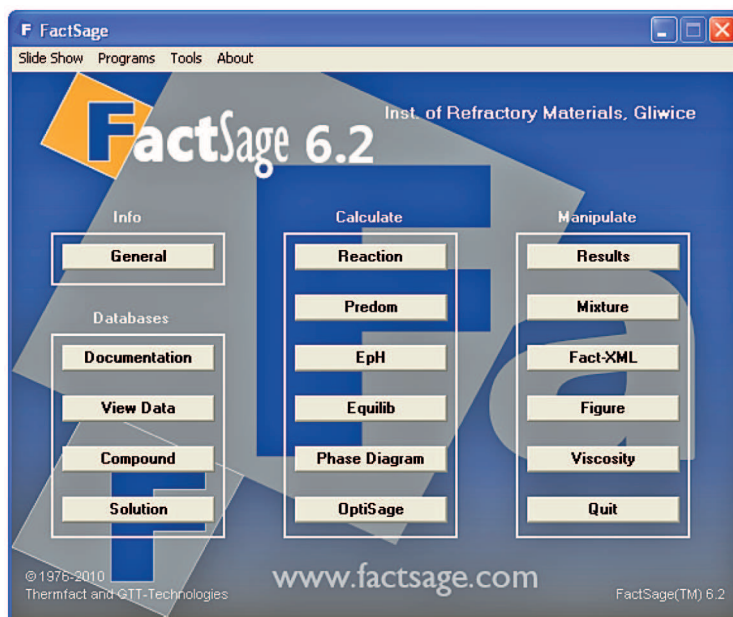 FactSage
Slide Show Programs Tools About
FactSage 6.2
Inst. of Refractory Materials, Gliwice
Info
General
Databases
Documentation
View Data
Compound
Solution
Calculate
Reaction
Predom
EpH
Equilib
Phase Diagram
OptiSage
Manipulate
Results
Mixture
Fact-XML
Figure
Viscosity
Quit
©1976-2010
Thermfact and GTT-Technologies
www.factsage.com
FactSage(TM) 6.2